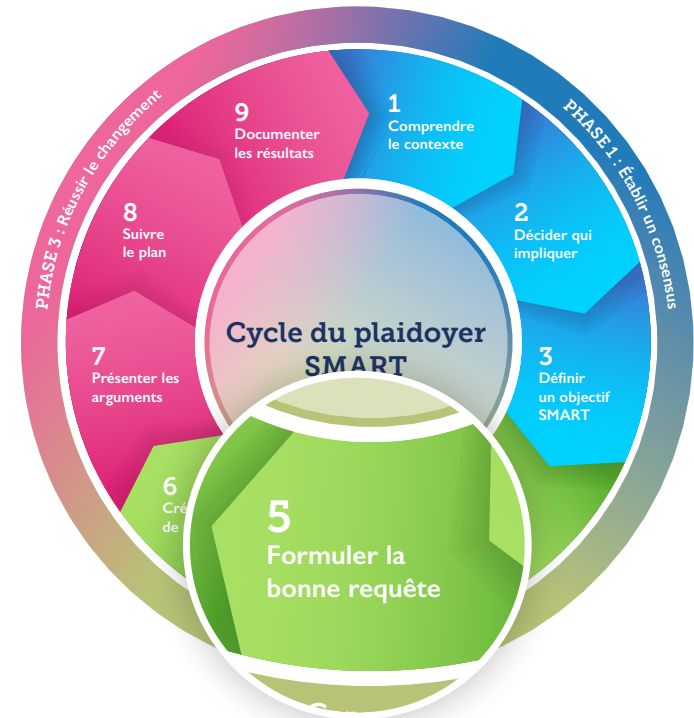 PHASE 1 : Établir un consensus
PHASE 3 : Réussir le changement
1
Comprendre
le contexte
2
Décider qui
impliquer
3
Définir
un objectif
SMART
5
Formuler la
bonne requête
6
de
7
Présenter les
arguments
8
Suivre
le plan
9
Documenter
les résultats
Cycle du plaidoyer
SMART